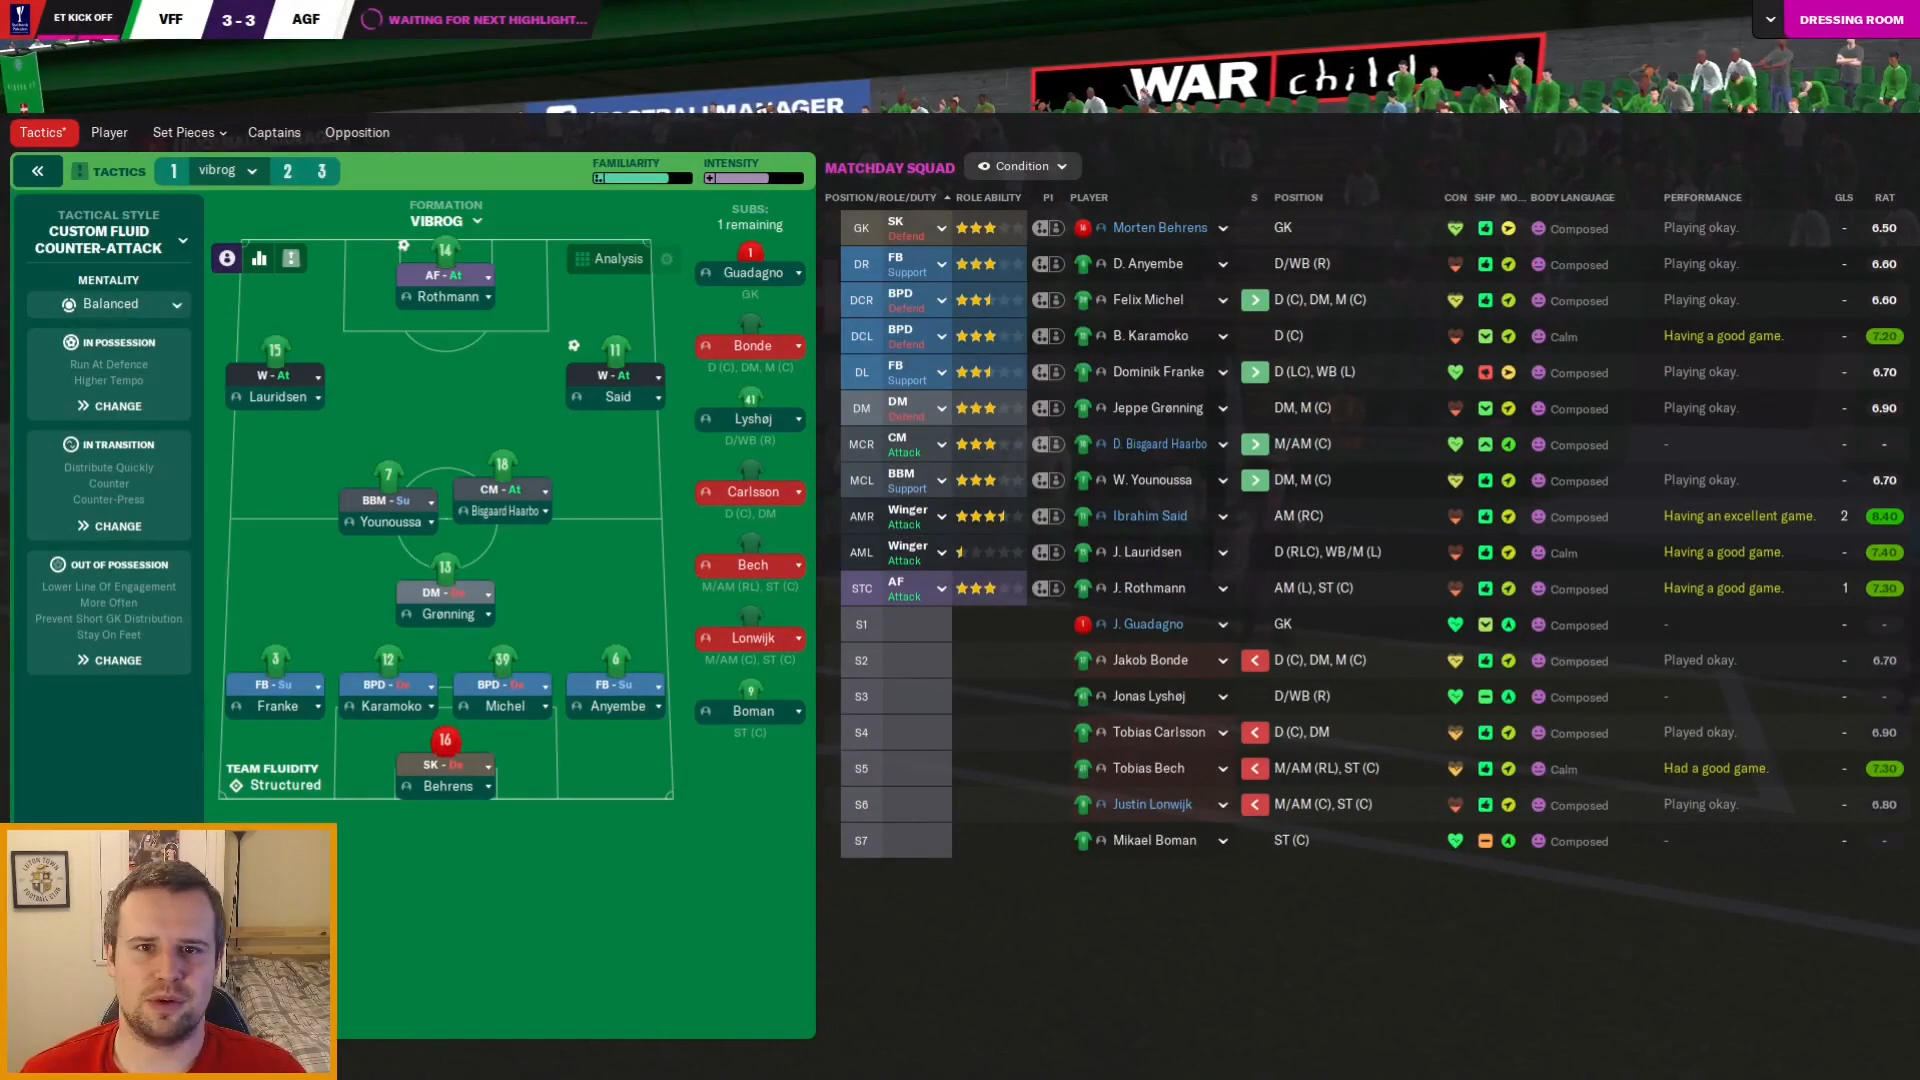 ET KICK OFF
VFF
3 - 3
AGF
WAITING FOR NEXT HIGHLIGHT...
DRESSING ROOM
WAR child
FOOTBALL MANAGER
Tactics*
Player
Set Pieces
Captains
Opposition
TACTICS
1
vibrog
2
3
FAMILIARITY
INTENSITY
TACTICAL STYLE
CUSTOM FLUID
COUNTER-ATTACK
MENTALITY
Balanced
IN POSSESSION
Run At Defence
Higher Tempo
CHANGE
IN TRANSITION
Distribute Quickly
Counter
Counter-Press
CHANGE
OUT OF POSSESSION
Lower Line Of Engagement
More Often
Prevent Short GK Distribution
Stay On Feet
CHANGE
FORMATION
VIBROG
Analysis
14
AF - At
Rothmann
15
W - At
Lauridsen
11
W - At
Said
7
BBM - Su
Younoussa
18
CM - At
Bisgaard Haarbo
13
DM - De
Grønning
3
FB - Su
Franke
12
BPD - De
Karamoko
39
BPD - De
Michel
6
FB - Su
Anyembe
16
SK - De
Behrens
TEAM FLUIDITY
Structured
SUBS:
1 remaining
1
Guadagno
GK
Bonde
D (C), DM, M (C)
41
Lyshøj
D/WB (R)
Carlsson
D (C), DM
Bech
M/AM (RL), ST (C)
Lonwijk
M/AM (C), ST (C)
9
Boman
ST (C)
MATCHDAY SQUAD
Condition
POSITION/ROLE/DUTY ROLE ABILITY PI PLAYER S POSITION CON SHP MO... BODY LANGUAGE PERFORMANCE GLS RAT
GK SK Defend Morten Behrens GK Composed Playing okay. - 6.50
DR FB Support D. Anyembe D/WB (R) Composed Playing okay. - 6.60
DCR BPD Defend Felix Michel D (C), DM, M (C) Composed Playing okay. - 6.60
DCL BPD Defend B. Karamoko D (C) Calm Having a good game. - 7.20
DL FB Support Dominik Franke D (LC), WB (L) Composed Playing okay. - 6.70
DM DM Defend Jeppe Grønning DM, M (C) Composed Playing okay. - 6.90
MCR CM Attack D. Bisgaard Haarbo M/AM (C) Composed - - -
MCL BBM Support W. Younoussa DM, M (C) Composed Playing okay. - 6.70
AMR Winger Attack Ibrahim Said AM (RC) Composed Having an excellent game. 2 8.40
AML Winger Attack J. Lauridsen D (RLC), WB/M (L) Calm Having a good game. - 7.40
STC AF Attack J. Rothmann AM (L), ST (C) Composed Having a good game. 1 7.30
S1 J. Guadagno GK Composed - - -
S2 Jakob Bonde D (C), DM, M (C) Composed Played okay. - 6.70
S3 Jonas Lyshøj D/WB (R) Composed - - -
S4 Tobias Carlsson D (C), DM Composed Played okay. - 6.90
S5 Tobias Bech M/AM (RL), ST (C) Calm Had a good game. - 7.30
S6 Justin Lonwijk M/AM (C), ST (C) Composed Playing okay. - 6.80
S7 Mikael Boman ST (C) Composed - - -
LUTON TOWN